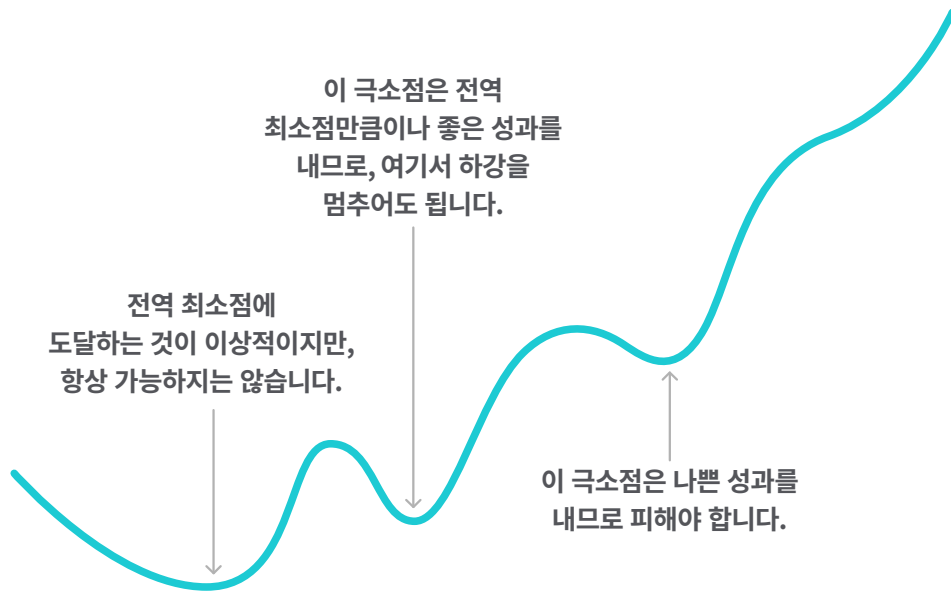 이 극소점은 전역
최소점만큼이나 좋은 성과를
내므로, 여기서 하강을
멈추어도 됩니다.
전역 최소점에
도달하는 것이 이상적이지만,
항상 가능하지는 않습니다.
이 극소점은 나쁜 성과를
내므로 피해야 합니다.